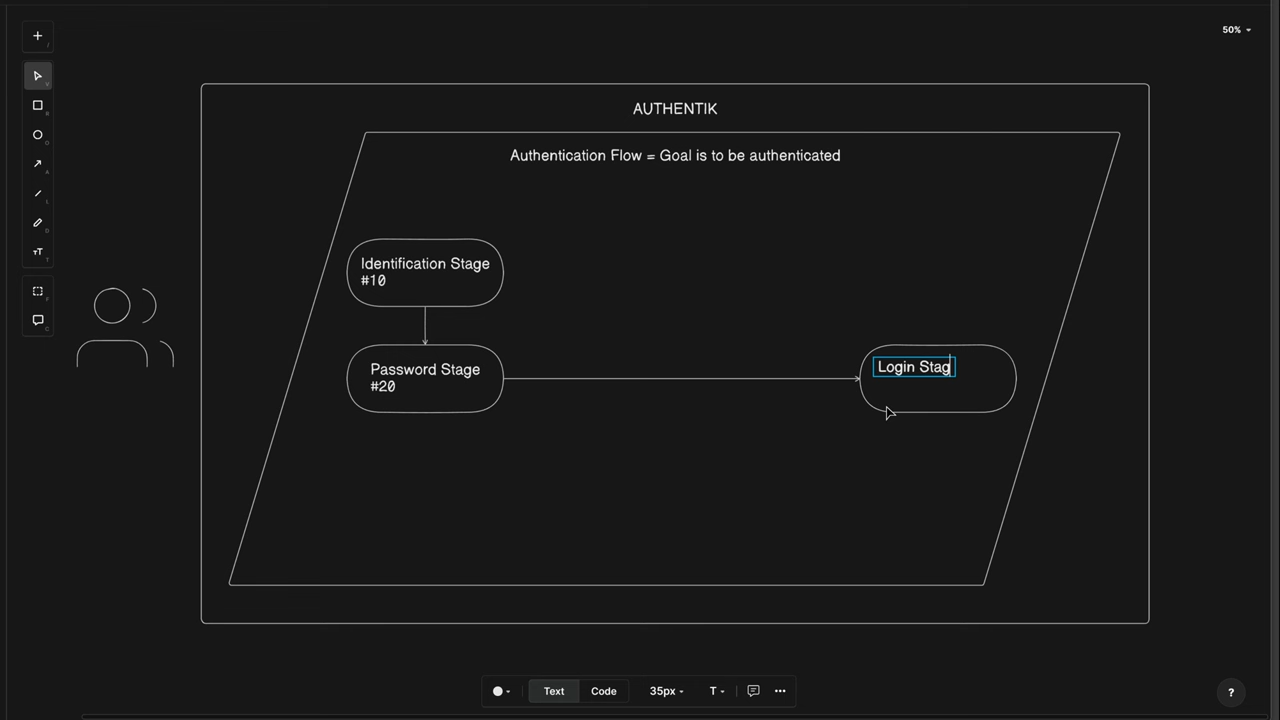 50%
AUTHENTIK
Authentication Flow = Goal is to be authenticated
Identification Stage
#10
Password Stage
#20
Login Stag
Text Code 35px T
?